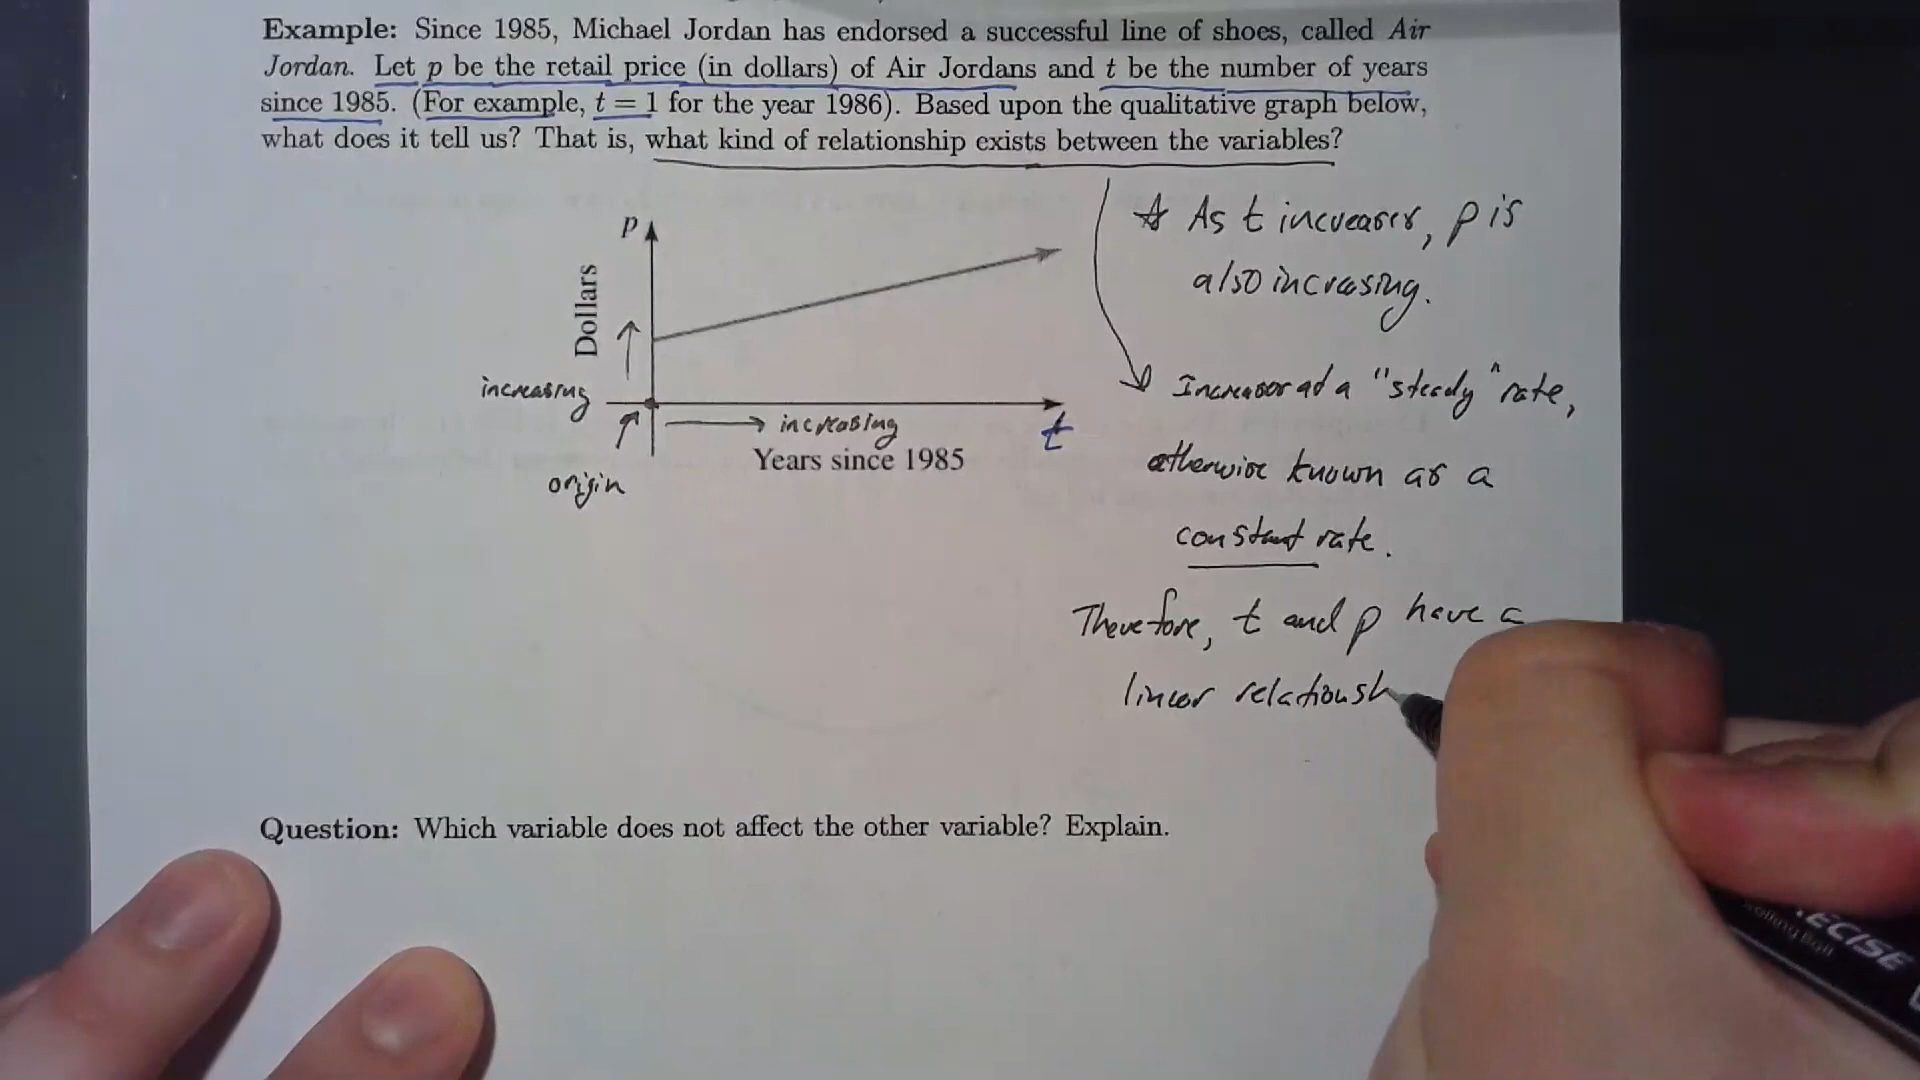 Example: Since 1985, Michael Jordan has endorsed a successful line of shoes, called Air
Jordan. Let p be the retail price (in dollars) of Air Jordans and t be the number of years
since 1985. (For example, t = 1 for the year 1986). Based upon the qualitative graph below,
what does it tell us? That is, what kind of relationship exists between the variables?
p
Dollars
increasing
increasing
t
Years since 1985
origin
As t increases, p is
also increasing.
Increases at a "steady" rate,
otherwise known as a
constant rate.
Therefore, t and p have a
linear relationsh
Question: Which variable does not affect the other variable? Explain.
ECISE
Rolling Ball